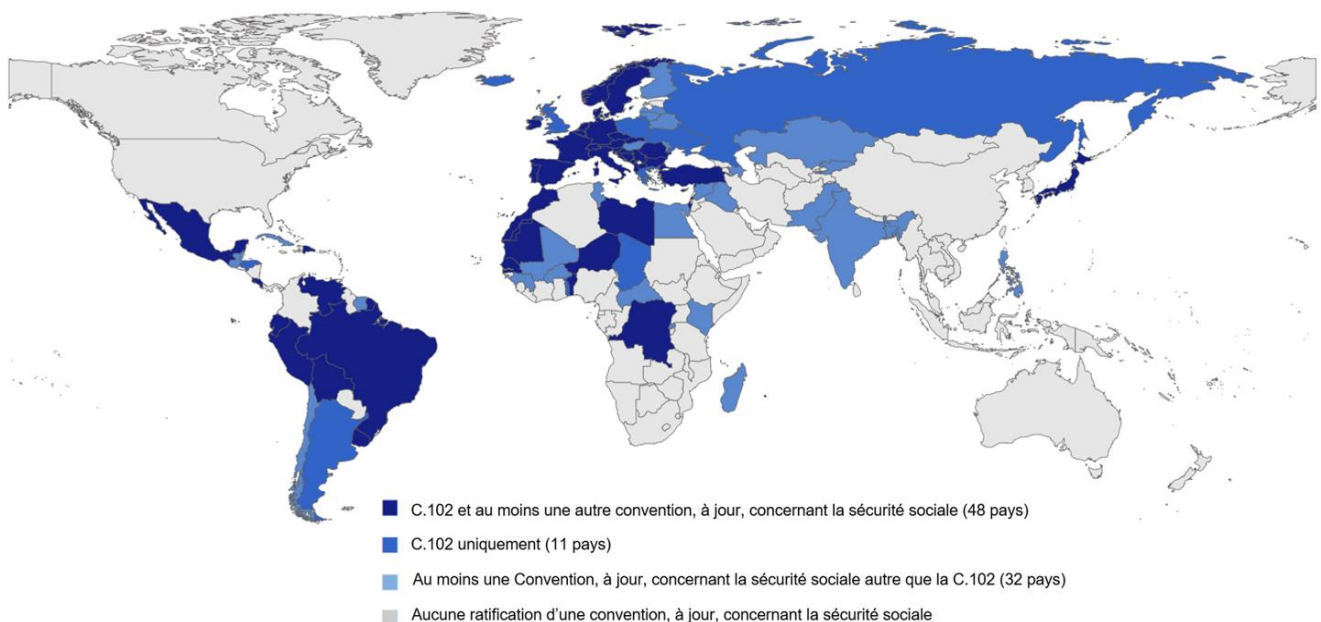 C.102 et au moins une autre convention, à jour, concernant la sécurité sociale (48 pays)
C.102 uniquement (11 pays)
Au moins une Convention, à jour, concernant la sécurité sociale autre que la C.102 (32 pays)
Aucune ratification d’une convention, à jour, concernant la sécurité sociale